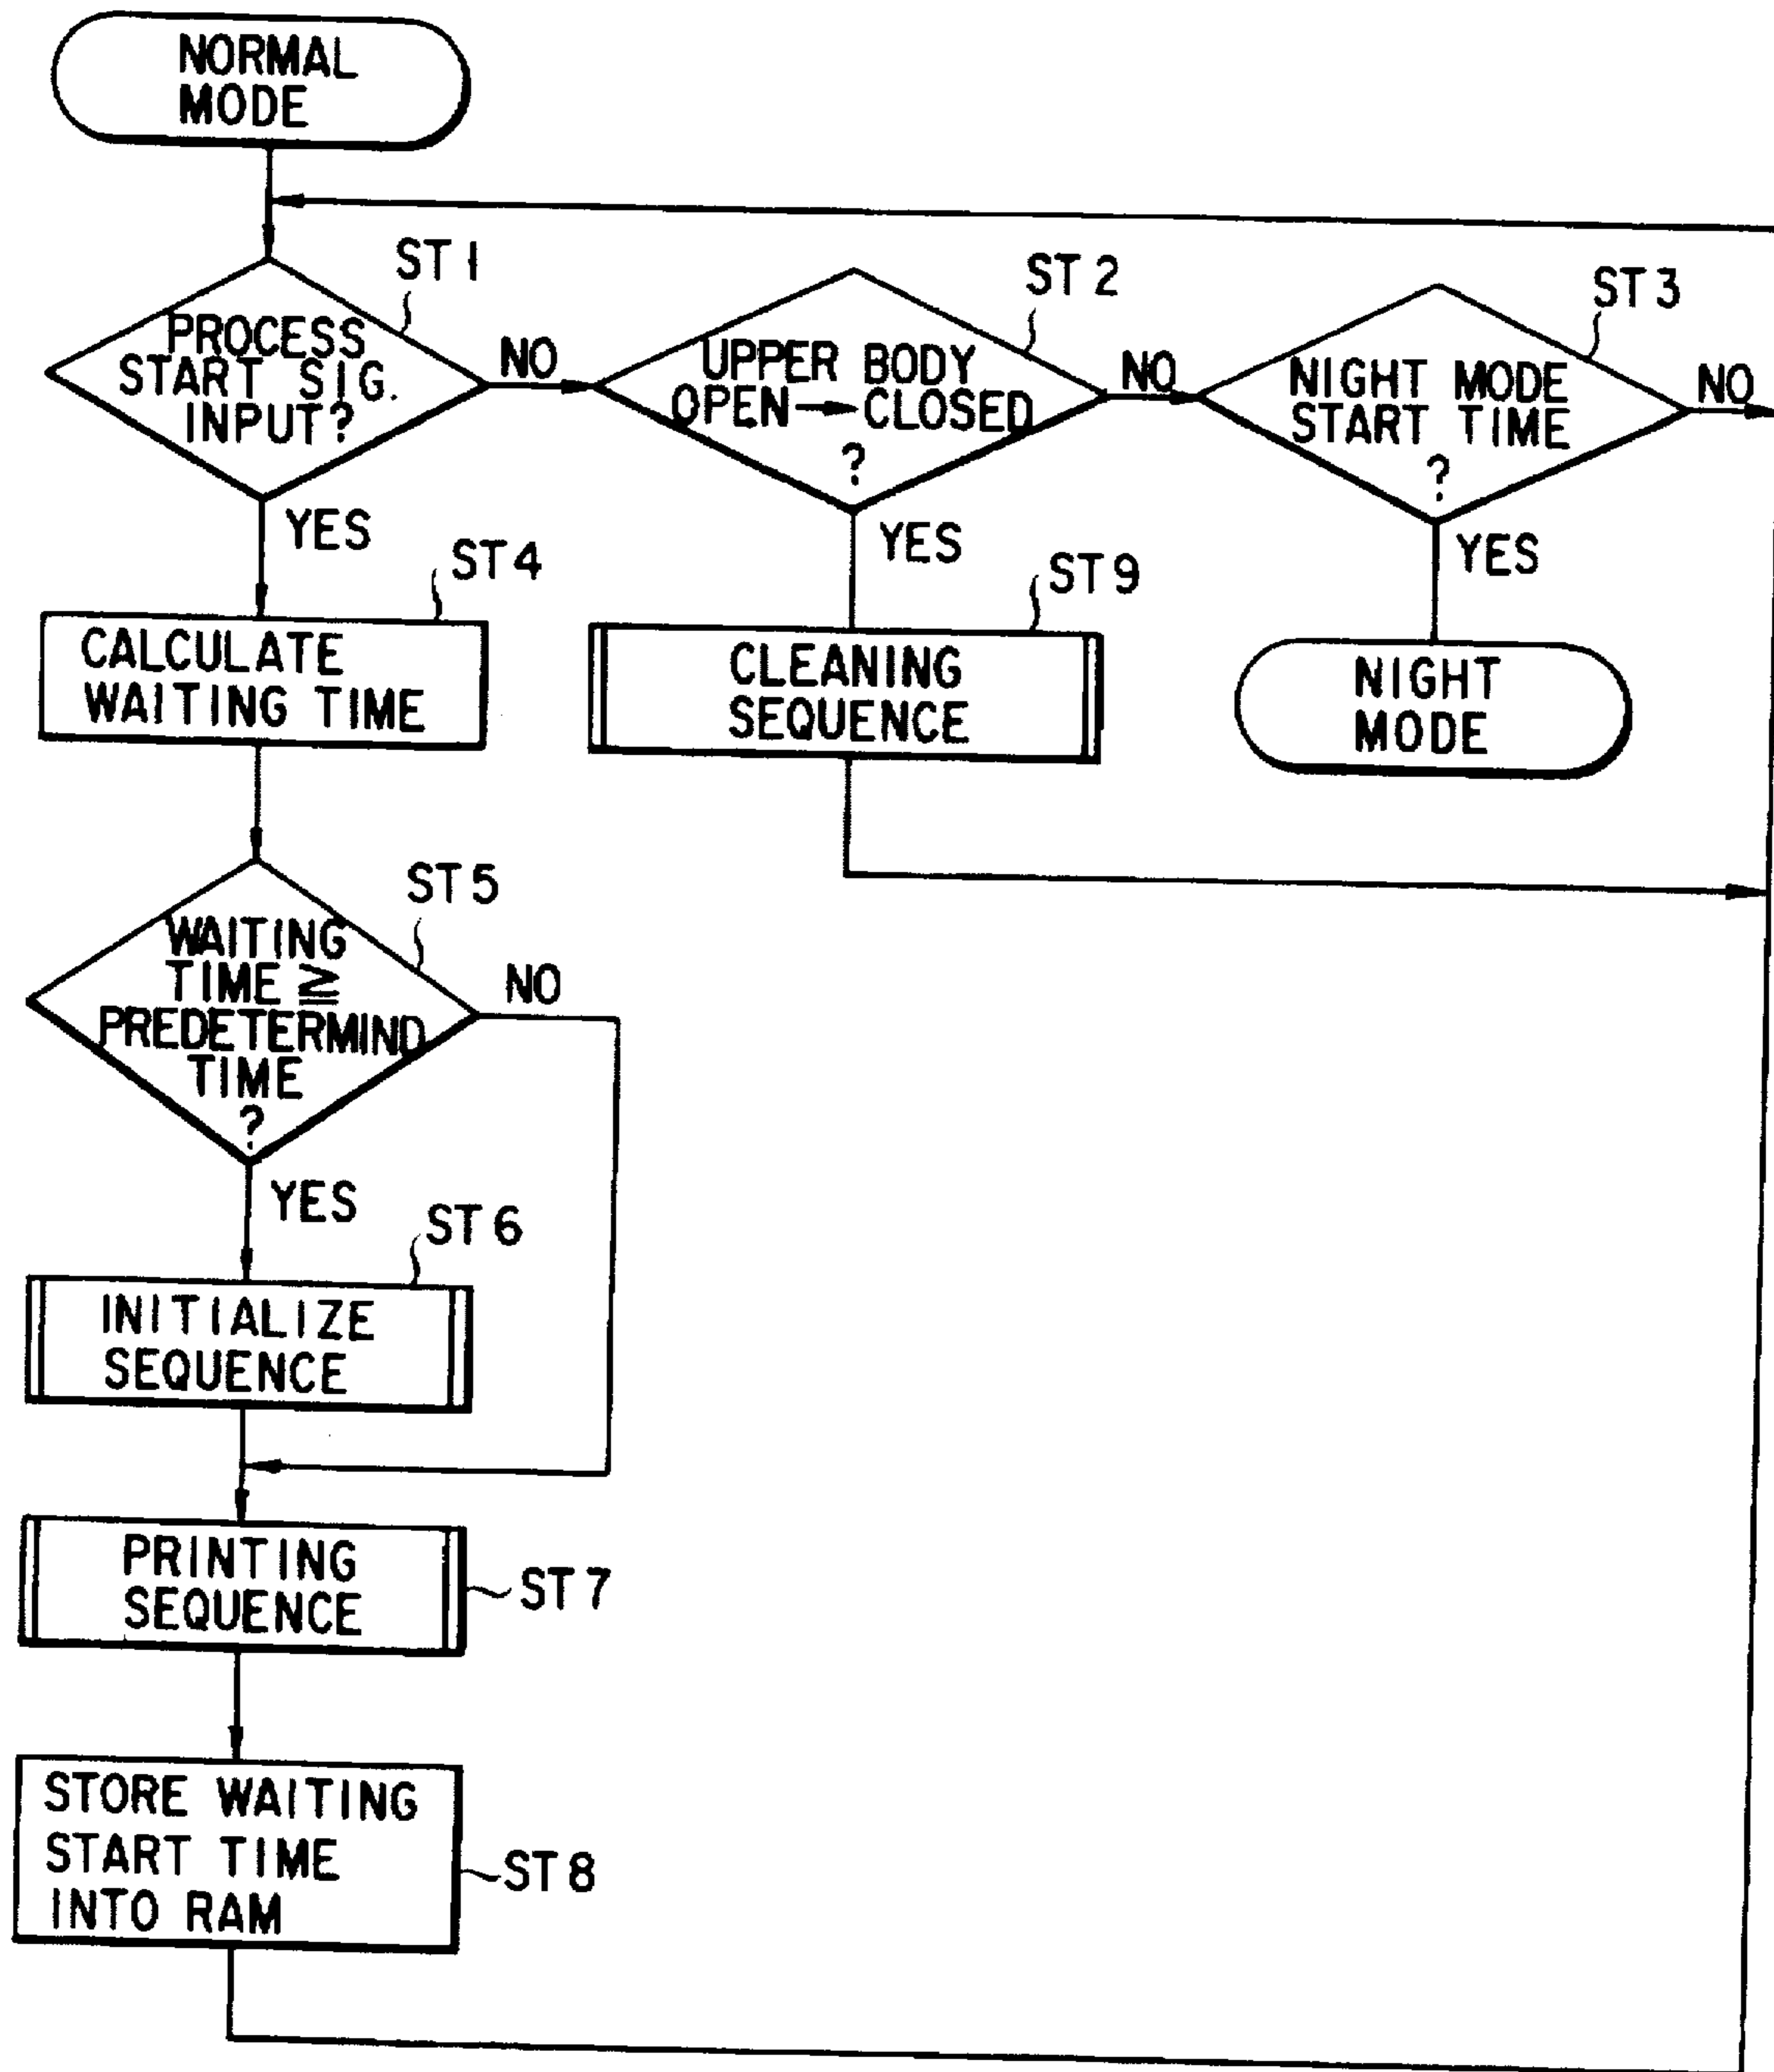 NORMAL
MODE
ST1
PROCESS
START SIG.
INPUT?
NO
YES
ST2
UPPER BODY
OPEN→CLOSED
?
NO
YES
ST3
NIGHT MODE
START TIME
?
NO
YES
ST4
CALCULATE
WAITING TIME
ST9
CLEANING
SEQUENCE
NIGHT
MODE
ST5
WAITING
TIME ≧
PREDETERMIND
TIME
?
NO
YES
ST6
INITIALIZE
SEQUENCE
PRINTING
SEQUENCE
ST7
STORE WAITING
START TIME
INTO RAM
ST8